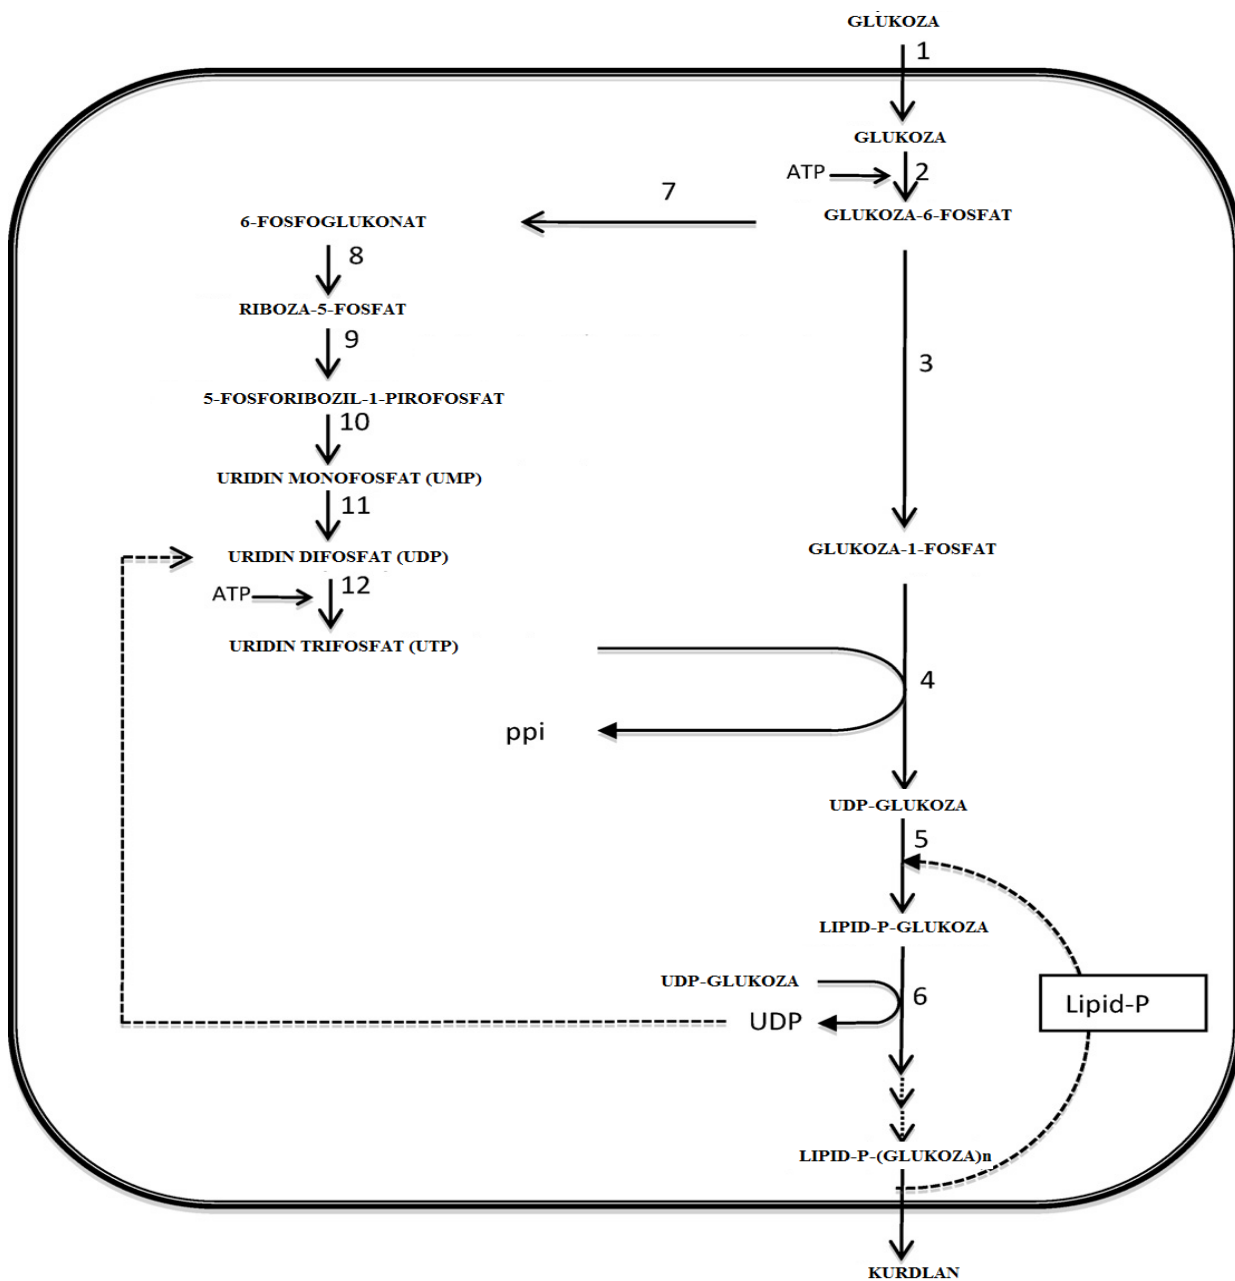 GLUKOZA
1
GLUKOZA
ATP
2
7
GLUKOZA-6-FOSFAT
6-FOSFOGLUKONAT
8
RIBOZA-5-FOSFAT
9
3
5-FOSFORIBOZIL-1-PIROFOSFAT
10
URIDIN MONOFOSFAT (UMP)
11
GLUKOZA-1-FOSFAT
URIDIN DIFOSFAT (UDP)
ATP
12
URIDIN TRIFOSFAT (UTP)
4
ppi
UDP-GLUKOZA
5
LIPID-P-GLUKOZA
UDP-GLUKOZA
6
Lipid-P
UDP
LIPID-P-(GLUKOZA)n
KURDLAN